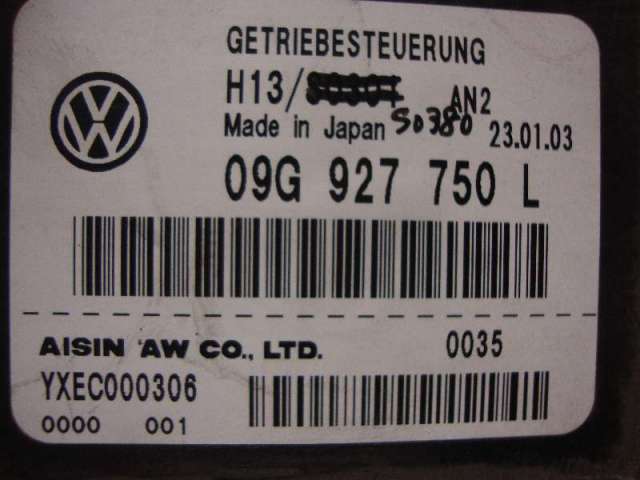 GETRIEBESTEUERUNG
H13/ AN2
Made in Japan S0380 23.01.03
09G 927 750 L
AISIN AW CO., LTD. 0035
YXEC000306
0000 001